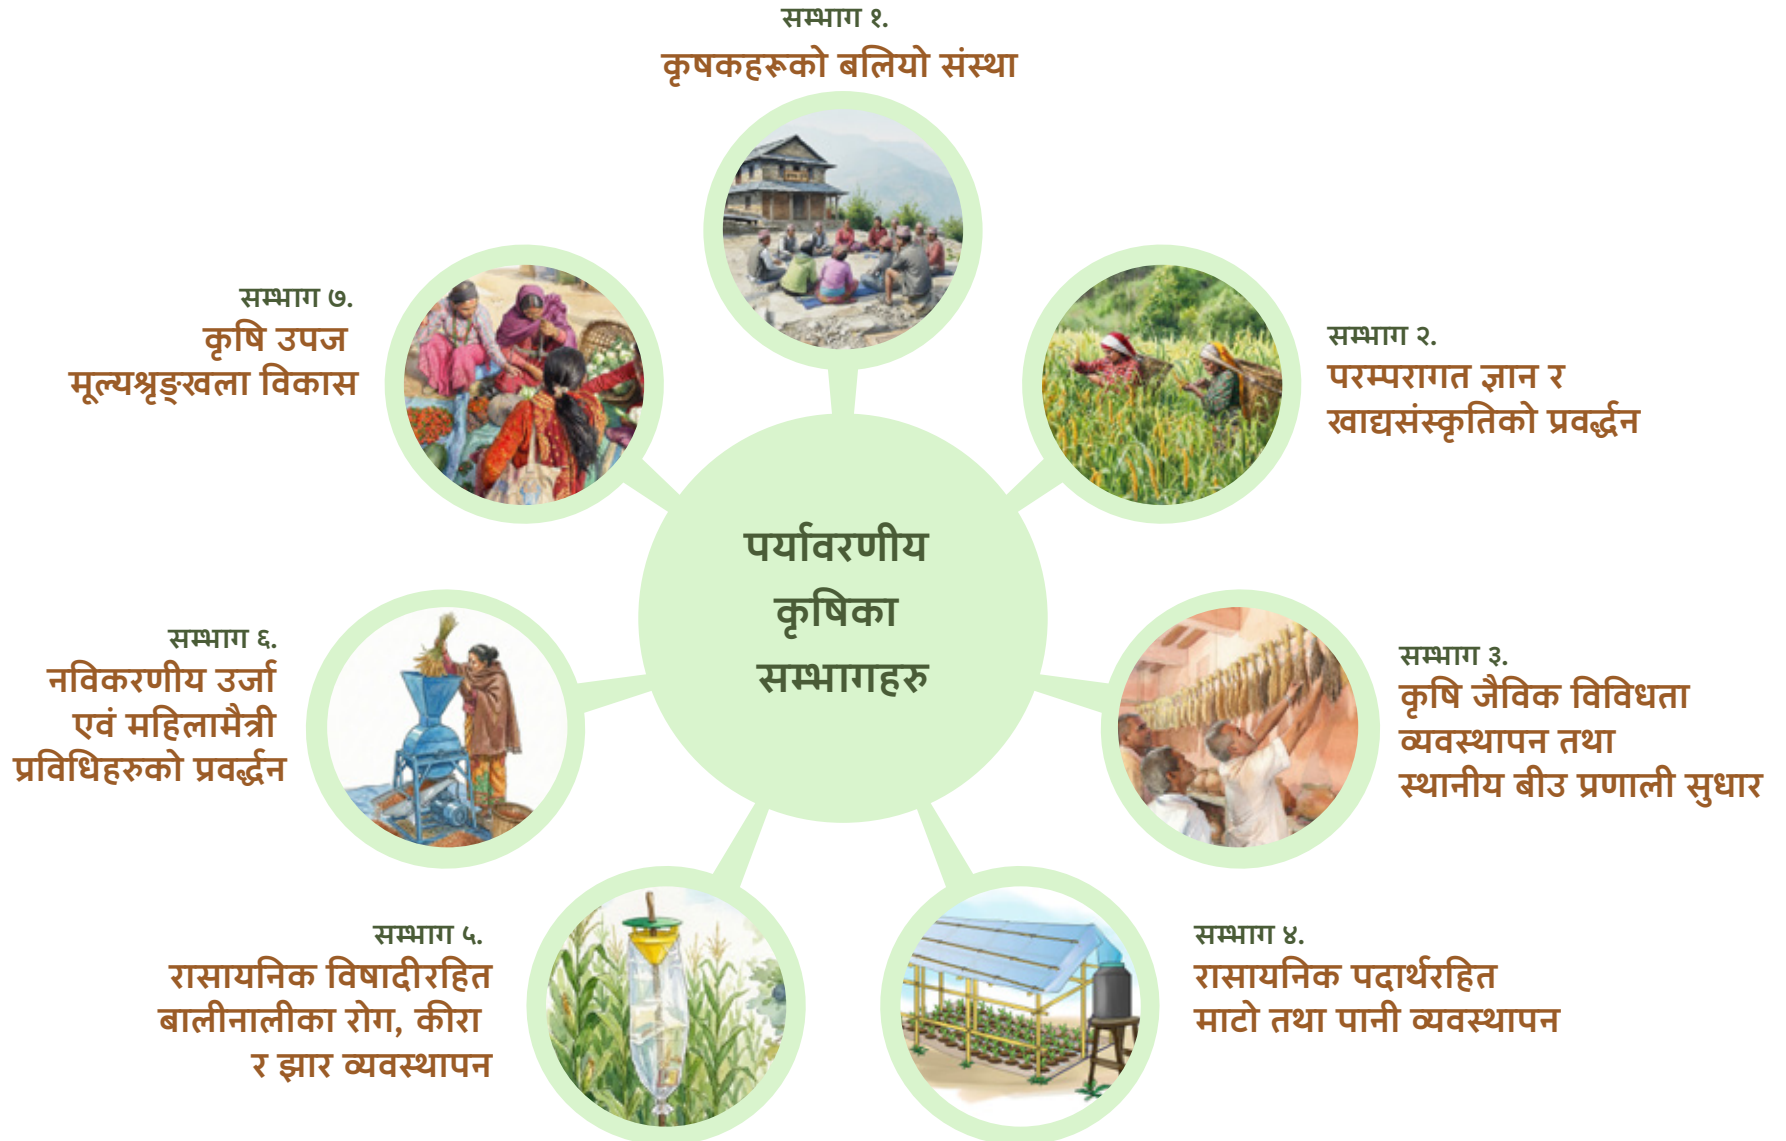 सम्भाग १.
कृषकहरूको बलियो संस्था
सम्भाग २.
परम्परागत ज्ञान र
खाद्यसंस्कृतिको प्रवर्द्धन
सम्भाग ३.
कृषि जैविक विविधता
व्यवस्थापन तथा
स्थानीय बीउ प्रणाली सुधार
सम्भाग ४.
रासायनिक पदार्थरहित
माटो तथा पानी व्यवस्थापन
सम्भाग ५.
रासायनिक विषादीरहित
बालीनालीका रोग, कीरा
र झार व्यवस्थापन
सम्भाग ६.
नविकरणीय उर्जा
एवं महिलामैत्री
प्रविधिहरुको प्रवर्द्धन
सम्भाग ७.
कृषि उपज
मूल्यश्रृङ्खला विकास
पर्यावरणीय
कृषिका
सम्भागहरु